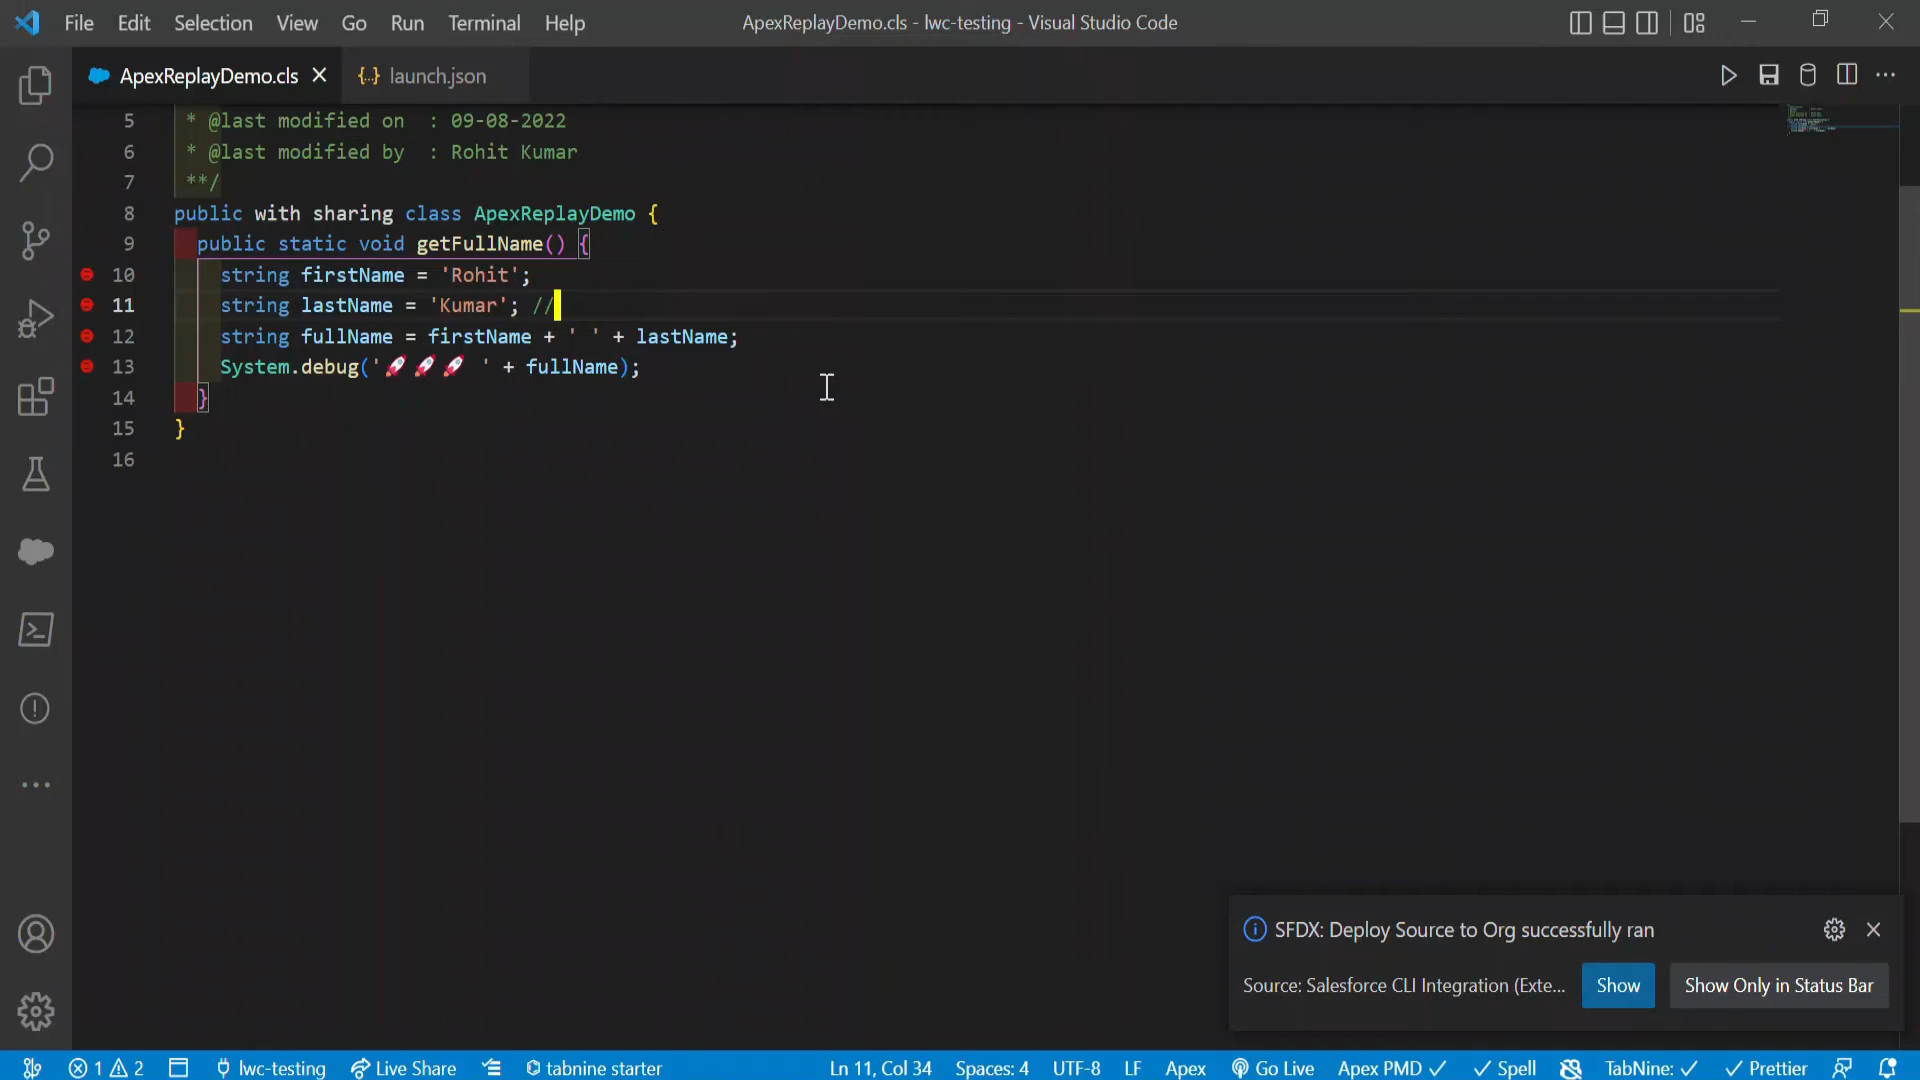 File Edit Selection View Go Run Terminal Help ApexReplayDemo.cls - lwc-testing - Visual Studio Code
ApexReplayDemo.cls {..} launch.json
5 * @last modified on : 09-08-2022
6 * @last modified by : Rohit Kumar
7 **/
8 public with sharing class ApexReplayDemo {
9 public static void getFullName() {
10 string firstName = 'Rohit';
11 string lastName = 'Kumar'; //
12 string fullName = firstName + ' ' + lastName;
13 System.debug('🚀🚀🚀 ' + fullName);
14 }
15 }
16
SFDX: Deploy Source to Org successfully ran
Source: Salesforce CLI Integration (Exte... Show Show Only in Status Bar
1 2 lwc-testing Live Share tabnine starter Ln 11, Col 34 Spaces: 4 UTF-8 LF Apex Go Live Apex PMD ✓ ✓ Spell TabNine: ✓ ✓ Prettier